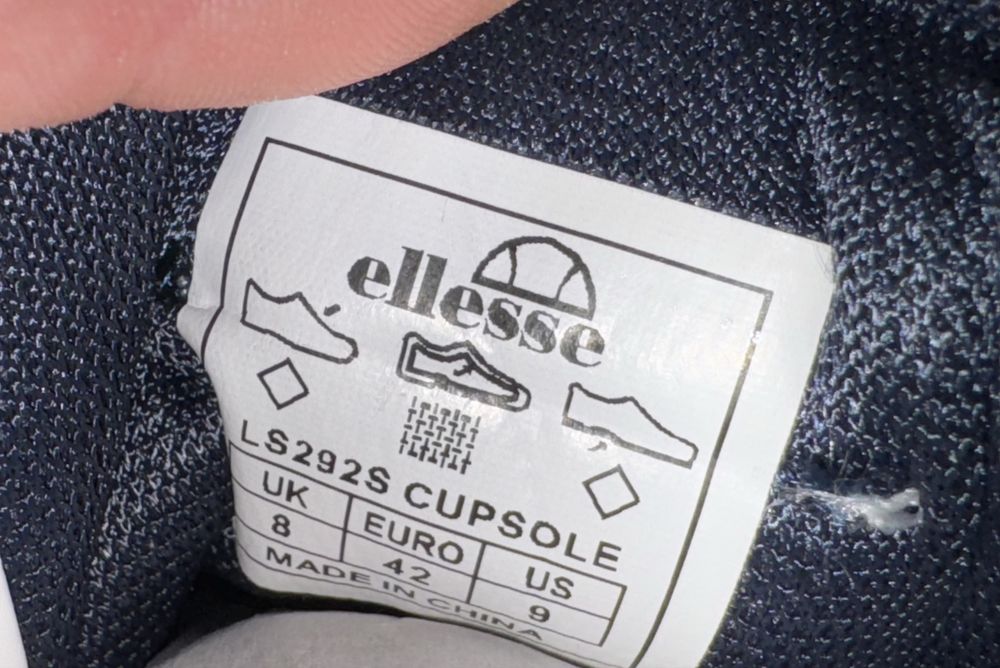 ellesse
LS292S CUPSOLE
UK EURO US
8 42 9
MADE IN CHINA